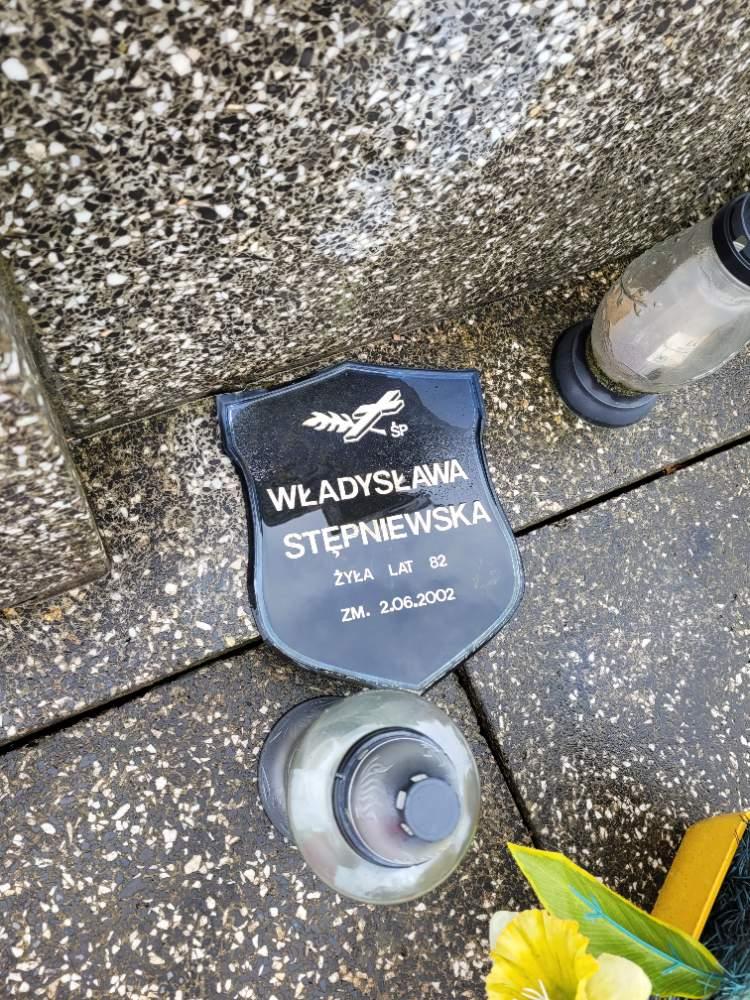 ŚP
WŁADYSŁAWA
STĘPNIEWSKA
ŻYŁA LAT 82
ZM. 2.06.2002